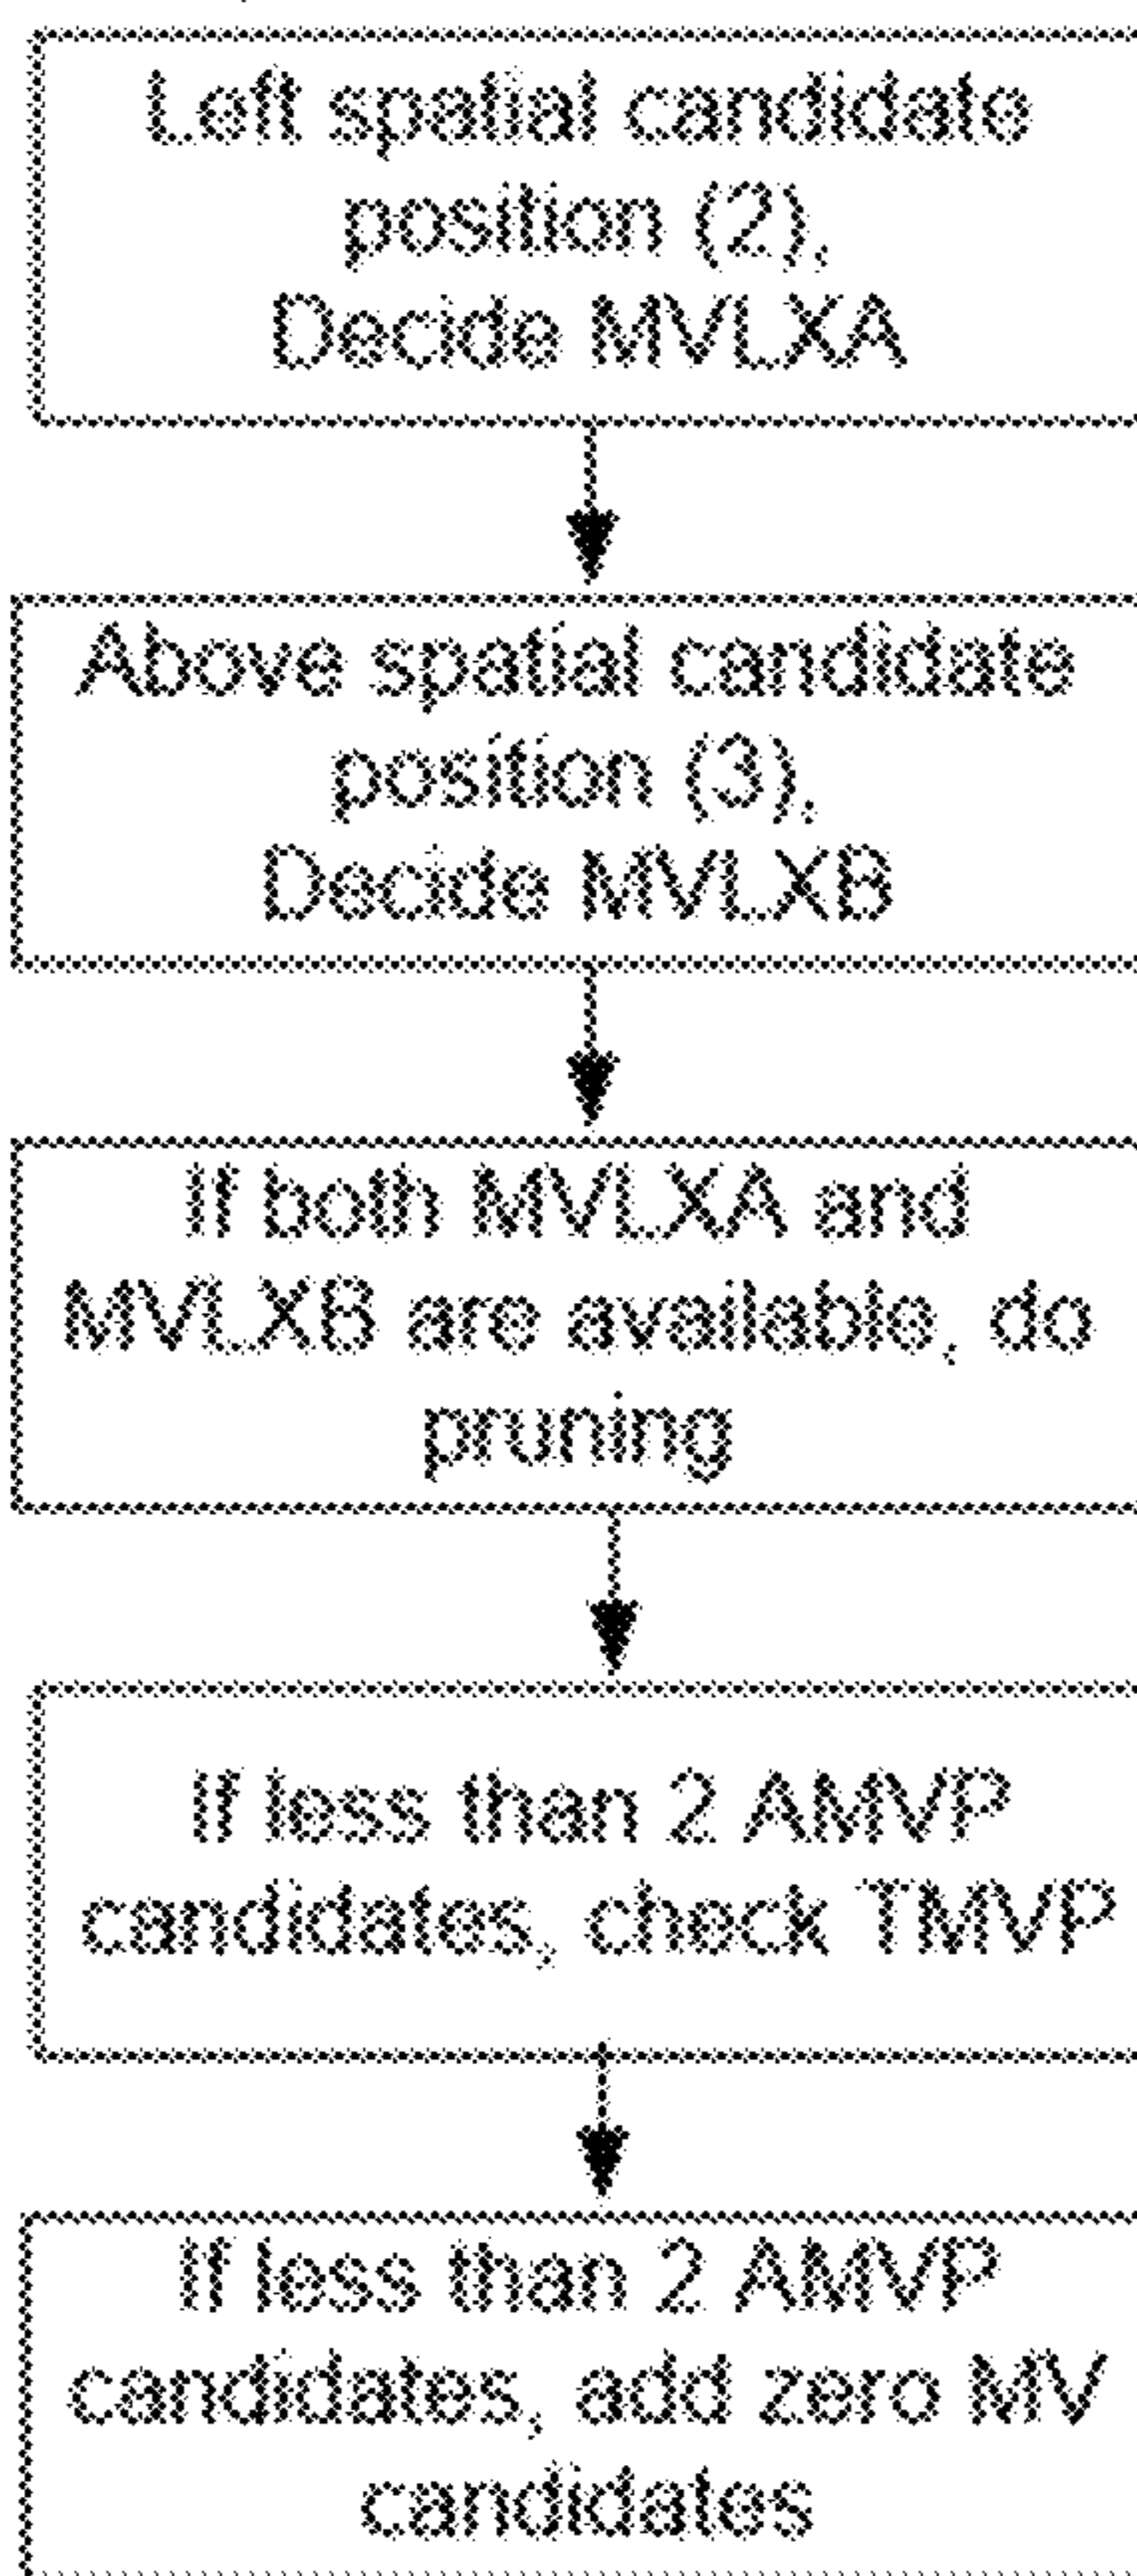 Left spatial candidate
position (2),
Decide MVLXA
Above spatial candidate
position (3),
Decide MVLXB
If both MVLXA and
MVLXB are available, do
pruning
If less than 2 AMVP
candidates, check TMVP
If less than 2 AMVP
candidates, add zero MV
candidates